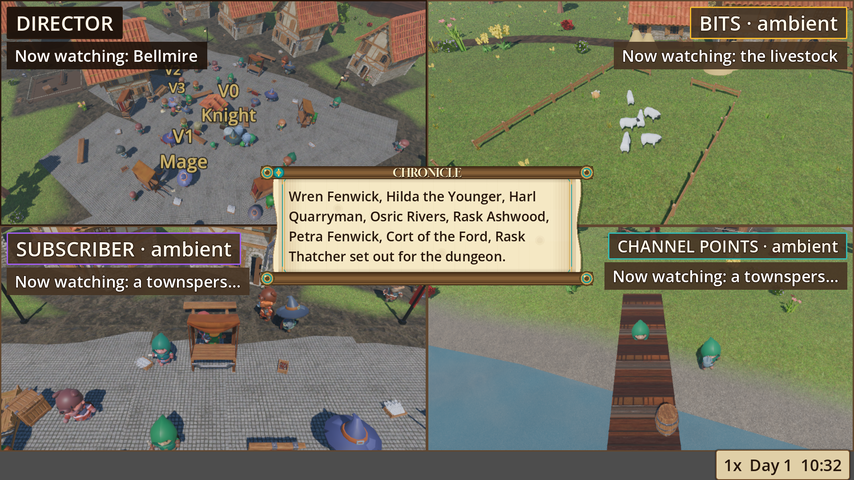 DIRECTOR
Now watching: Bellmire
BITS · ambient
Now watching: the livestock
V2
V3
V0
Knight
V1
Mage
CHRONICLE
Wren Fenwick, Hilda the Younger, Harl
Quarryman, Osric Rivers, Rask Ashwood,
Petra Fenwick, Cort of the Ford, Rask
Thatcher set out for the dungeon.
SUBSCRIBER · ambient
Now watching: a townspers...
CHANNEL POINTS · ambient
Now watching: a townspers...
1x Day 1 10:32